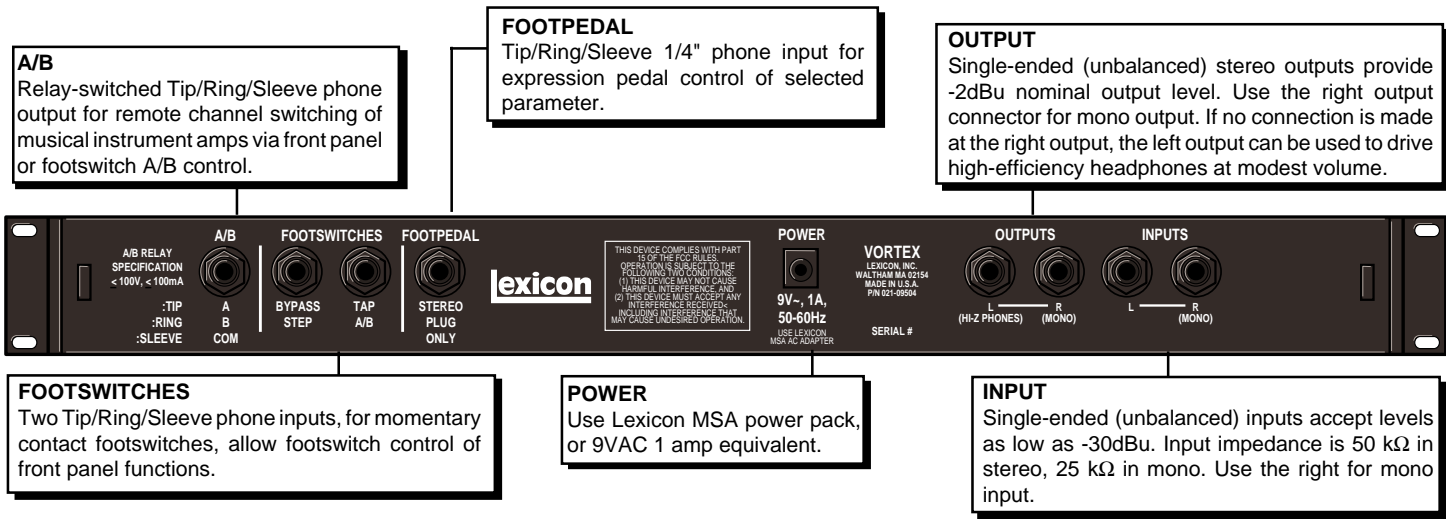 FOOTPEDAL
Tip/Ring/Sleeve 1/4" phone input for
expression pedal control of selected
parameter.
A/B
Relay-switched Tip/Ring/Sleeve phone
output for remote channel switching of
musical instrument amps via front panel
or footswitch A/B control.
OUTPUT
Single-ended (unbalanced) stereo outputs provide
-2dBu nominal output level. Use the right output
connector for mono output. If no connection is made
at the right output, the left output can be used to drive
high-efficiency headphones at modest volume.
A/B RELAY
SPECIFICATION
≤ 100V, ≤ 100mA
:TIP
:RING
:SLEEVE
A/B
A
B
COM
FOOTSWITCHES
BYPASS
STEP
TAP
A/B
FOOTPEDAL
STEREO
PLUG
ONLY
lexicon
THIS DEVICE COMPLIES WITH PART
15 OF THE FCC RULES.
OPERATION IS SUBJECT TO THE
FOLLOWING TWO CONDITIONS:
(1) THIS DEVICE MAY NOT CAUSE
HARMFUL INTERFERENCE, AND
(2) THIS DEVICE MUST ACCEPT ANY
INTERFERENCE RECEIVED<
INCLUDING INTERFERENCE THAT
MAY CAUSE UNDESIRED OPERATION.
POWER
9V~, 1A,
50-60Hz
USE LEXICON
MSA AC ADAPTER
VORTEX
LEXICON, INC.
WALTHAM MA 02154
MADE IN U.S.A.
P/N 021-09504
SERIAL #
OUTPUTS
L R
(HI-Z PHONES) (MONO)
INPUTS
L R
(MONO)
FOOTSWITCHES
Two Tip/Ring/Sleeve phone inputs, for momentary
contact footswitches, allow footswitch control of
front panel functions.
POWER
Use Lexicon MSA power pack,
or 9VAC 1 amp equivalent.
INPUT
Single-ended (unbalanced) inputs accept levels
as low as -30dBu. Input impedance is 50 kΩ in
stereo, 25 kΩ in mono. Use the right for mono
input.